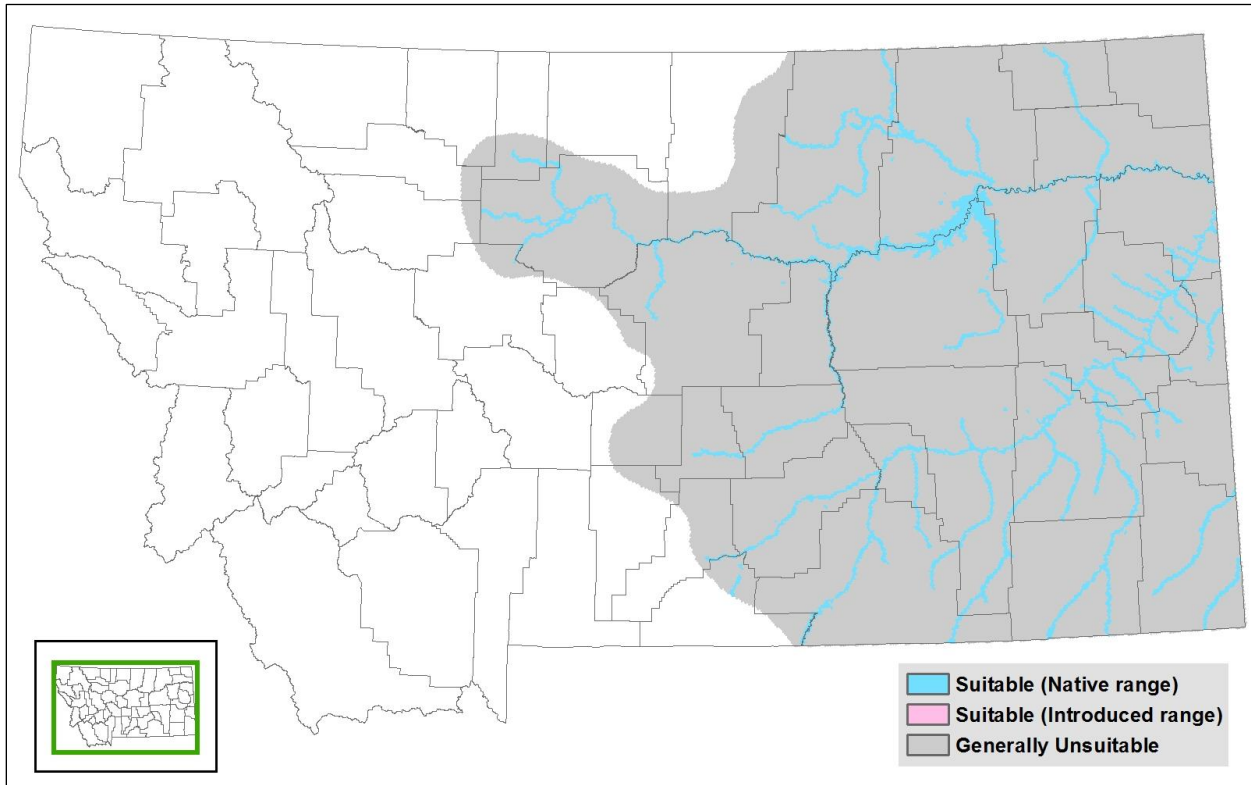 Suitable (Native range)
Suitable (Introduced range)
Generally Unsuitable